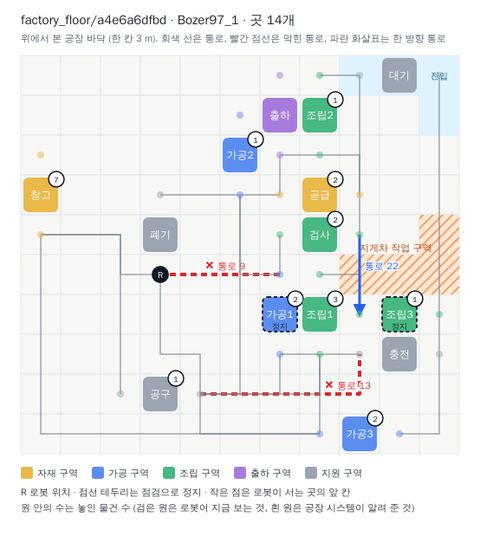 factory_floor/a4e6a6dfbd · Bozer97_1 · 곳 14개
위에서 본 공장 바닥 (한 칸 3 m). 회색 선은 통로, 빨간 점선은 막힌 통로, 파란 화살표는 한 방향 통로
대기
전립
출하
조립2
1
가공2
1
창고
7
공급
2
폐기
검사
2
지게차 작업 구역
통로 22
R
✕ 통로 9
가공1
정지
2
조립1
3
조립3
정지
1
충전
공구
1
✕ 통로 13
가공3
2
자재 구역
가공 구역
조립 구역
출하 구역
지원 구역
R 로봇 위치 · 점선 테두리는 점검으로 정지 · 작은 점은 로봇이 서는 곳의 앞 칸
원 안의 수는 놓인 물건 수 (검은 원은 로봇이 지금 보는 것, 흰 원은 공장 시스템이 알려 준 것)